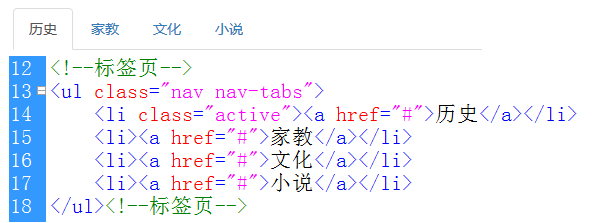 历史 家教 文化 小说
12 <!--标签页-->
13 <ul class="nav nav-tabs">
14 <li class="active"><a href="#">历史</a></li>
15 <li><a href="#">家教</a></li>
16 <li><a href="#">文化</a></li>
17 <li><a href="#">小说</a></li>
18 </ul><!--标签页-->